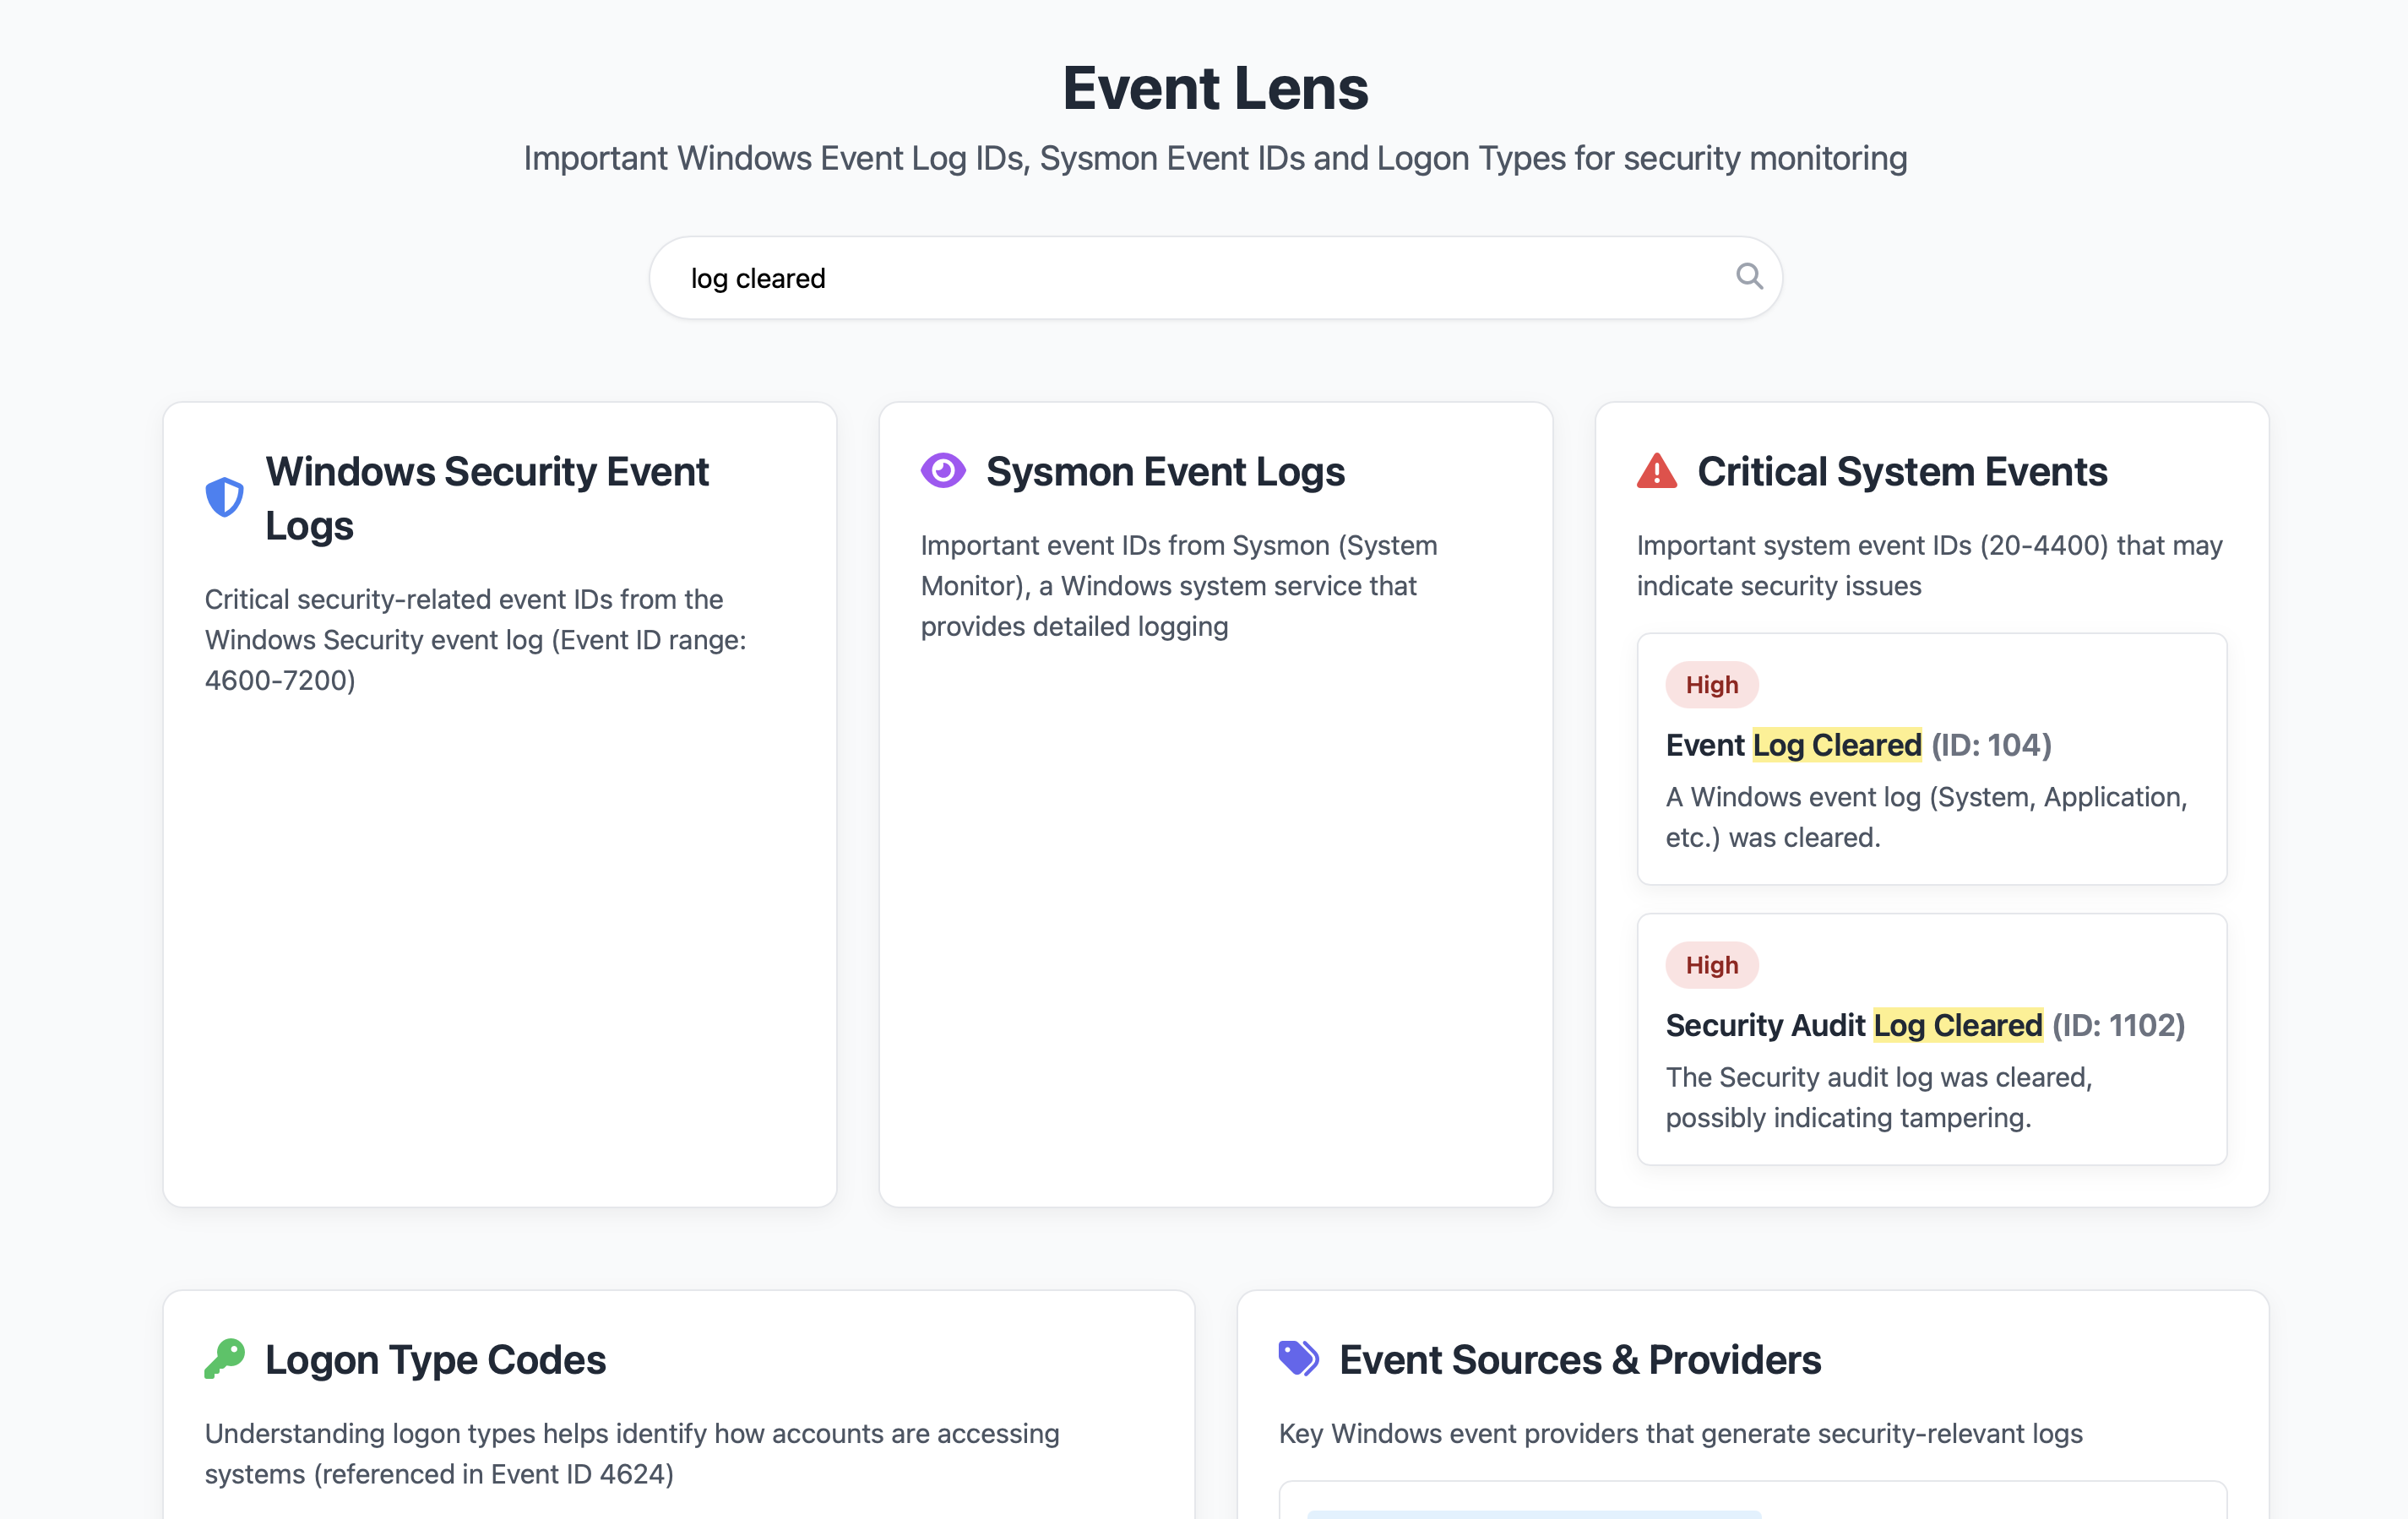 Event Lens
Important Windows Event Log IDs, Sysmon Event IDs and Logon Types for security monitoring
log cleared
Windows Security Event
Logs
Critical security-related event IDs from the
Windows Security event log (Event ID range:
4600-7200)
Sysmon Event Logs
Important event IDs from Sysmon (System
Monitor), a Windows system service that
provides detailed logging
Critical System Events
Important system event IDs (20-4400) that may
indicate security issues
High
Event Log Cleared (ID: 104)
A Windows event log (System, Application,
etc.) was cleared.
High
Security Audit Log Cleared (ID: 1102)
The Security audit log was cleared,
possibly indicating tampering.
Logon Type Codes
Understanding logon types helps identify how accounts are accessing
systems (referenced in Event ID 4624)
Event Sources & Providers
Key Windows event providers that generate security-relevant logs